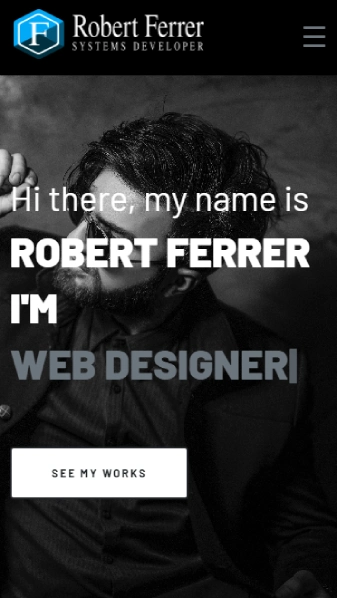 F
Robert Ferrer
SYSTEMS DEVELOPER
Hi there, my name is
ROBERT FERRER
I'M
WEB DESIGNER|
SEE MY WORKS